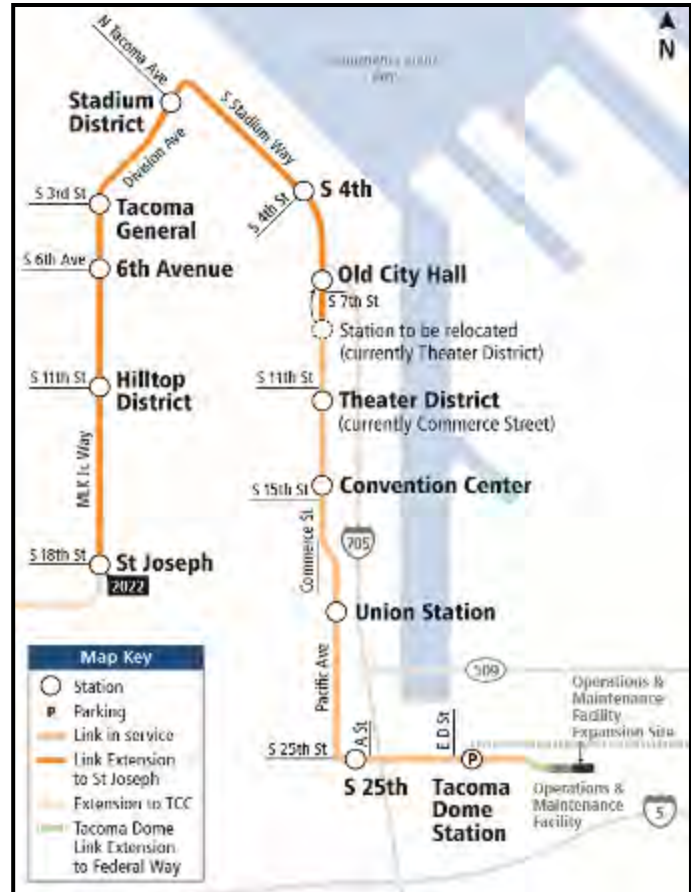 N
N Tacoma Ave
Stadium
District
S Stadium Way
Division Ave
S 3rd St
Tacoma
General
S 4th
S 4th St
S 6th Ave
6th Avenue
Old City Hall
S 7th St
Station to be relocated
(currently Theater District)
S 11th St
Hilltop
District
S 11th St
Theater District
(currently Commerce Street)
MLK Jr. Way
S 15th St
Convention Center
Commerce St.
705
S 18th St
St Joseph
2022
Union Station
Pacific Ave
509
Map Key
Station
P Parking
Link in service
Link Extension
to St Joseph
Extension to TCC
Tacoma Dome
Link Extension
to Federal Way
Operations &
Maintenance
Facility
Expansion Site
S 25th St
A St
E D St
P
S 25th
Tacoma
Dome
Station
Operations &
Maintenance
Facility
5